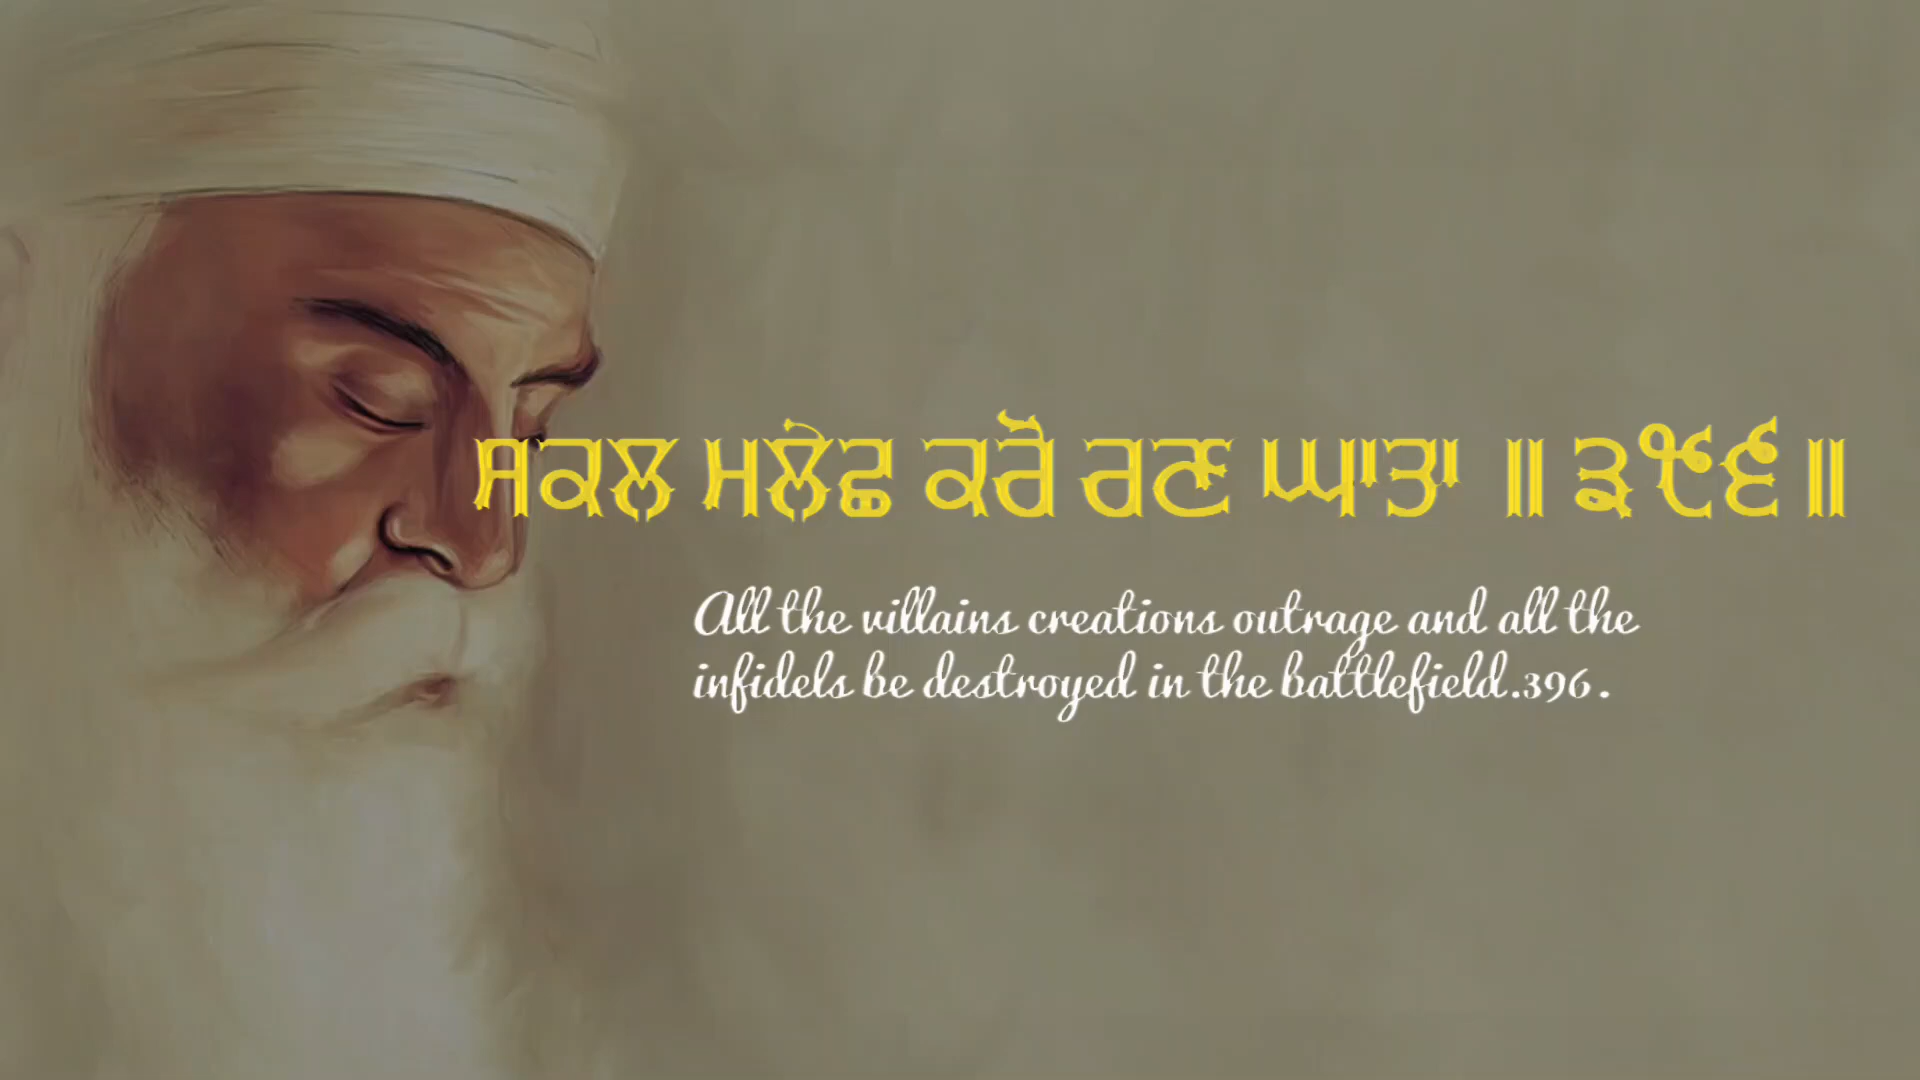 ਸਕਲ ਮਲੇਛ ਕਰੋ ਰਣ ਘਾਤਾ ॥ ੩੯੬॥
All the villains creations outrage and all the
infidels be destroyed in the battlefield.396.